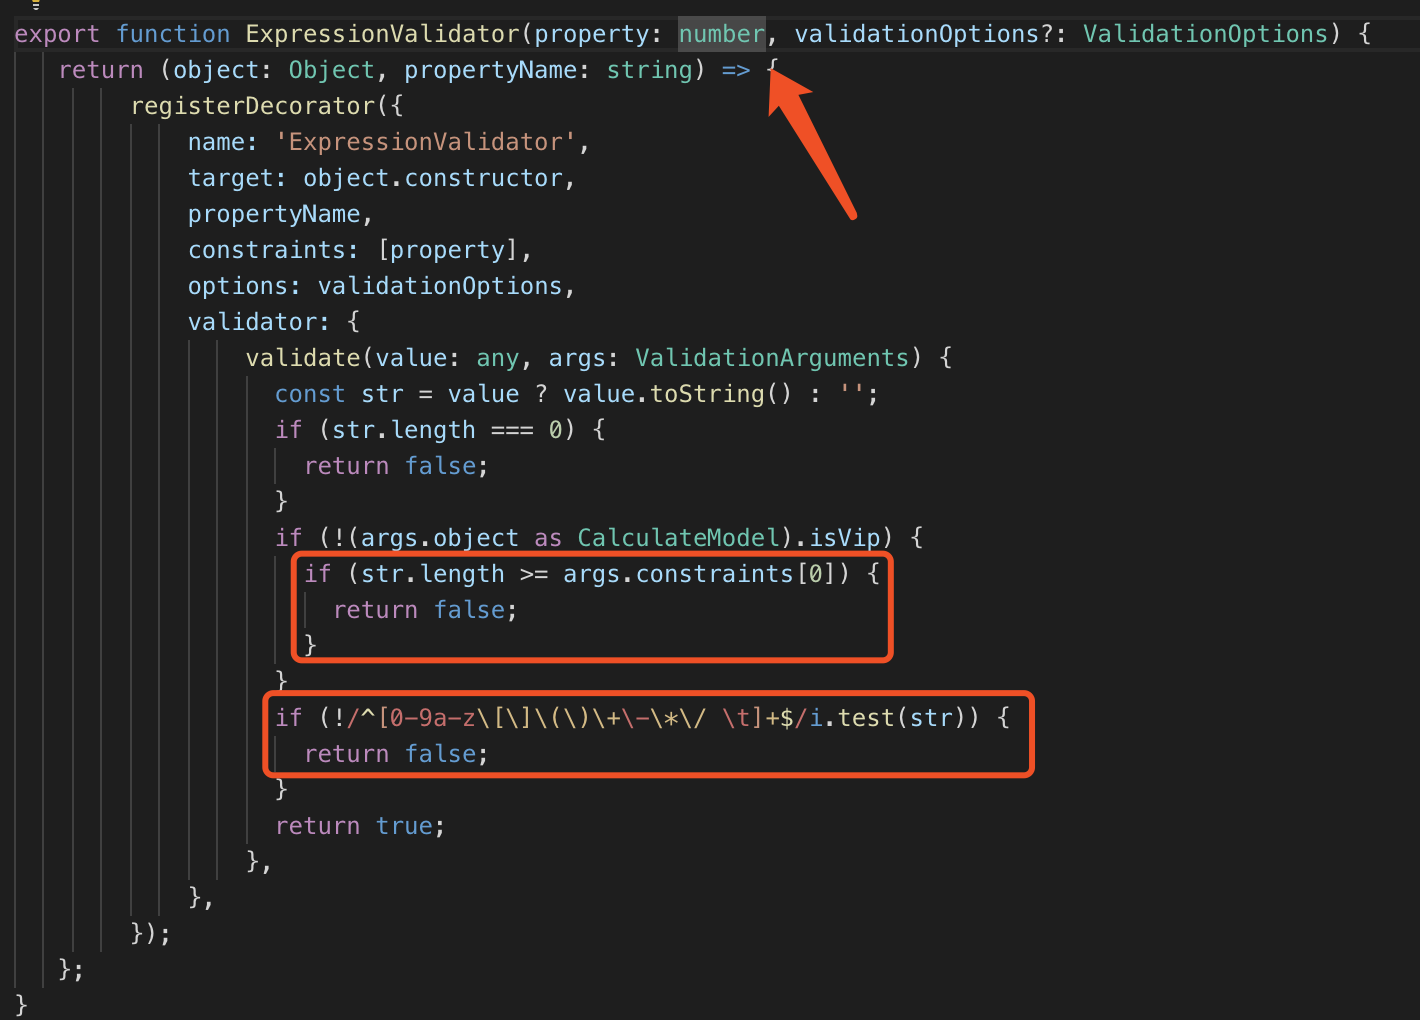 export function ExpressionValidator(property: number, validationOptions?: ValidationOptions) {
return (object: Object, propertyName: string) => {
registerDecorator({
name: 'ExpressionValidator',
target: object.constructor,
propertyName,
constraints: [property],
options: validationOptions,
validator: {
validate(value: any, args: ValidationArguments) {
const str = value ? value.toString() : '';
if (str.length === 0) {
return false;
}
if (!(args.object as CalculateModel).isVip) {
if (str.length >= args.constraints[0]) {
return false;
}
}
if (!/^[0-9a-z\[\]\(\)\+\-\*\/ \t]+$/i.test(str)) {
return false;
}
return true;
},
},
});
};
}